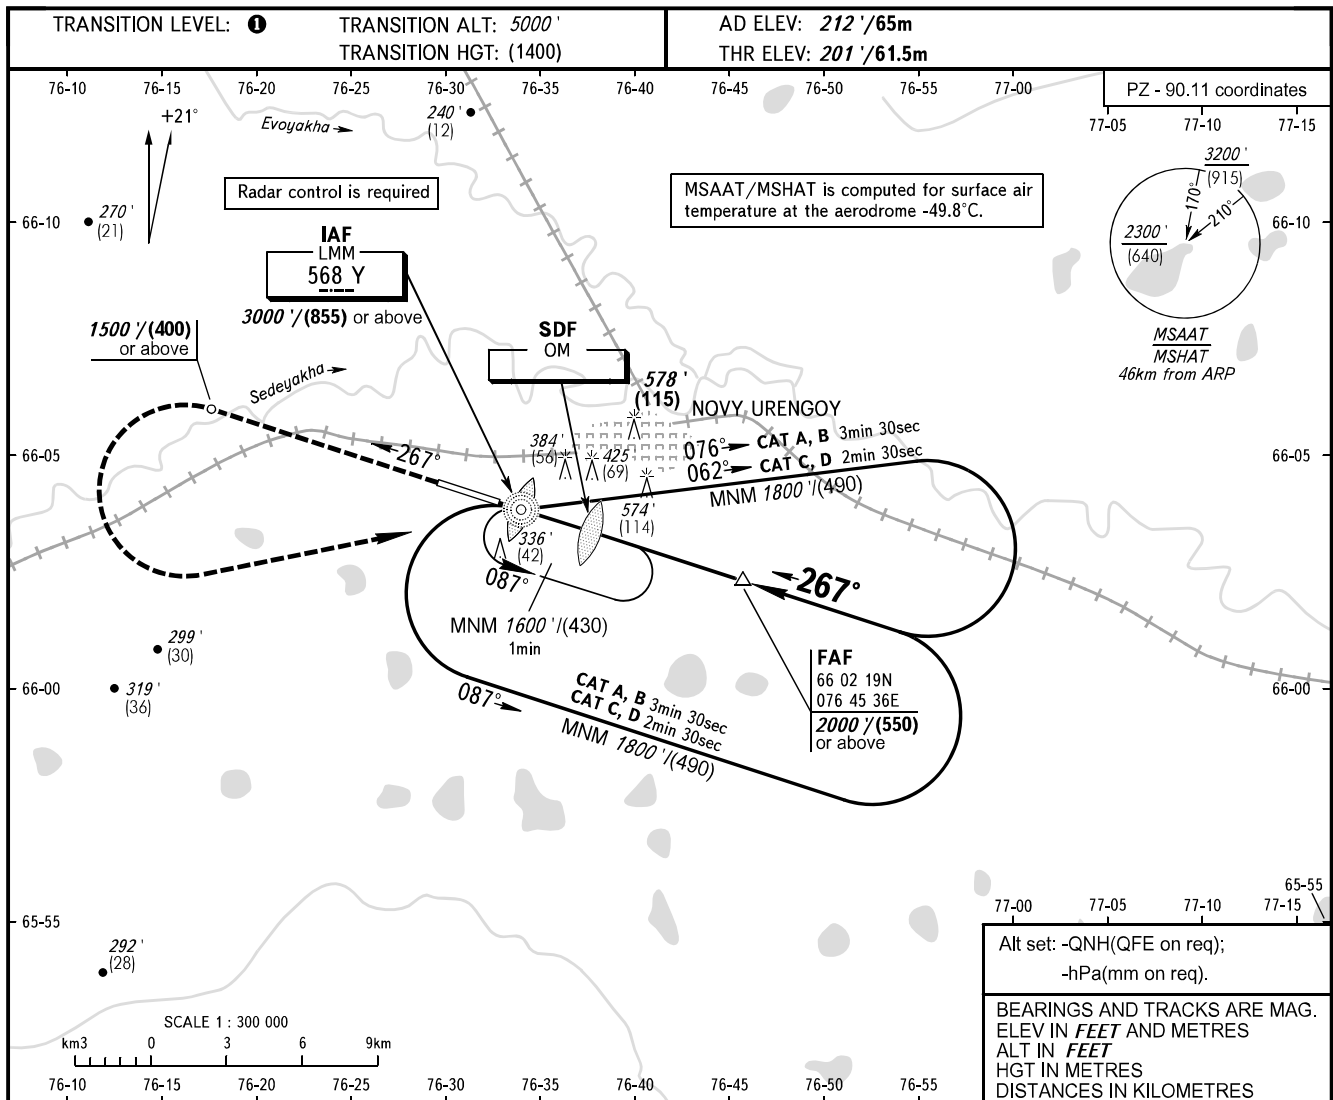 TRANSITION LEVEL: ❶
TRANSITION ALT: 5000 '
TRANSITION HGT: (1400)
AD ELEV: 212 '/65m
THR ELEV: 201 '/61.5m
76-10 76-15 76-20 76-25 76-30 76-35 76-40 76-45 76-50 76-55 77-00
PZ - 90.11 coordinates
77-05 77-10 77-15
+21°
Evoyakha
240 '
(12)
Radar control is required
MSAAT/MSHAT is computed for surface air
temperature at the aerodrome -49.8°C.
3200 '
(915)
170°
210°
2300 '
(640)
MSAAT
MSHAT
46km from ARP
66-10
270 '
(21)
66-10
IAF
LMM
568 Y
3000 '/(855) or above
1500 '/(400)
or above
SDF
OM
Sedeyakha
578 '
(115)
NOVY URENGOY
076° CAT A, B 3min 30sec
062° CAT C, D 2min 30sec
MNM 1800 '/(490)
66-05
267°
384 '
(56)
425
(69)
66-05
574 '
(114)
336 '
(42)
087°
267°
MNM 1600 '/(430)
1min
299 '
(30)
319 '
(36)
FAF
66 02 19N
076 45 36E
2000 '/(550)
or above
66-00
66-00
087°
CAT A, B 3min 30sec
CAT C, D 2min 30sec
MNM 1800 '/(490)
65-55
77-00 77-05 77-10 77-15
65-55
292 '
(28)
Alt set: -QNH(QFE on req);
-hPa(mm on req).
SCALE 1 : 300 000
km3 0 3 6 9km
BEARINGS AND TRACKS ARE MAG.
ELEV IN FEET AND METRES
ALT IN FEET
HGT IN METRES
DISTANCES IN KILOMETRES
76-10 76-15 76-20 76-25 76-30 76-35 76-40 76-45 76-50 76-55